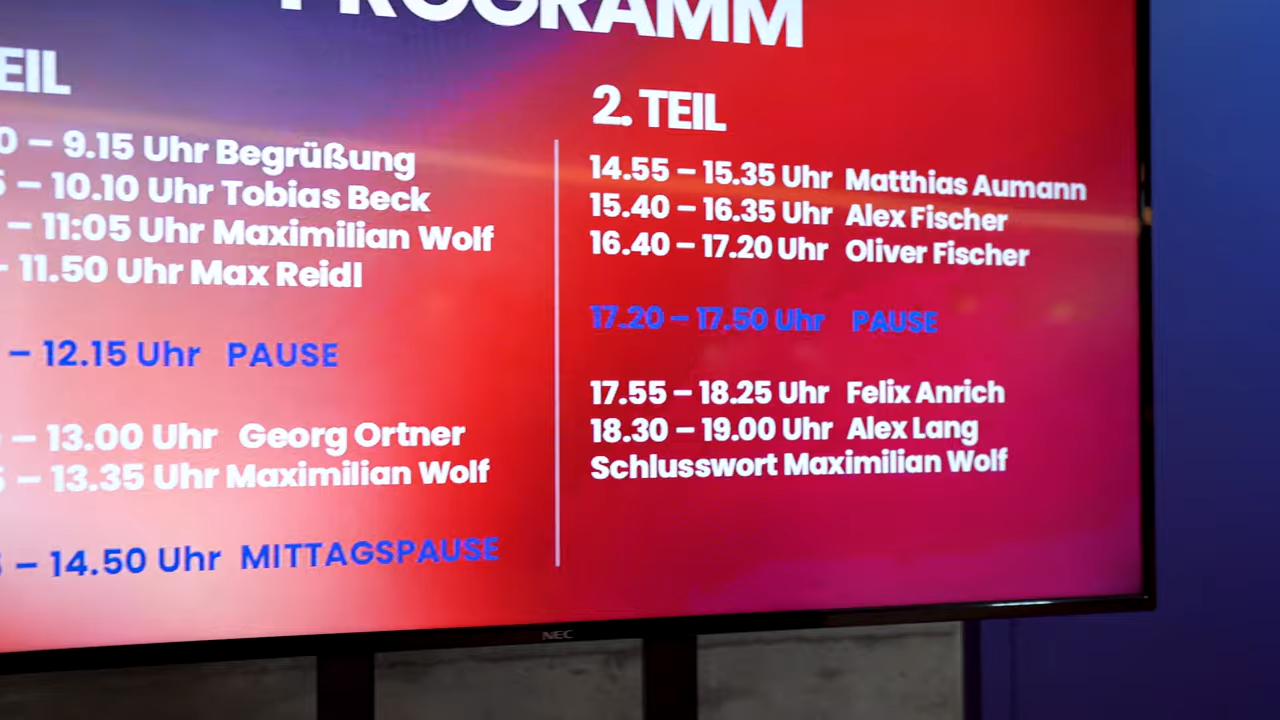 PROGRAMM
EIL
0 – 9.15 Uhr Begrüßung
5 – 10.10 Uhr Tobias Beck
– 11:05 Uhr Maximilian Wolf
– 11.50 Uhr Max Reidl
– 12.15 Uhr PAUSE
– 13.00 Uhr Georg Ortner
5 – 13.35 Uhr Maximilian Wolf
– 14.50 Uhr MITTAGSPAUSE
2. TEIL
14.55 – 15.35 Uhr Matthias Aumann
15.40 – 16.35 Uhr Alex Fischer
16.40 – 17.20 Uhr Oliver Fischer
17.20 – 17.50 Uhr PAUSE
17.55 – 18.25 Uhr Felix Anrich
18.30 – 19.00 Uhr Alex Lang
Schlusswort Maximilian Wolf
NEC